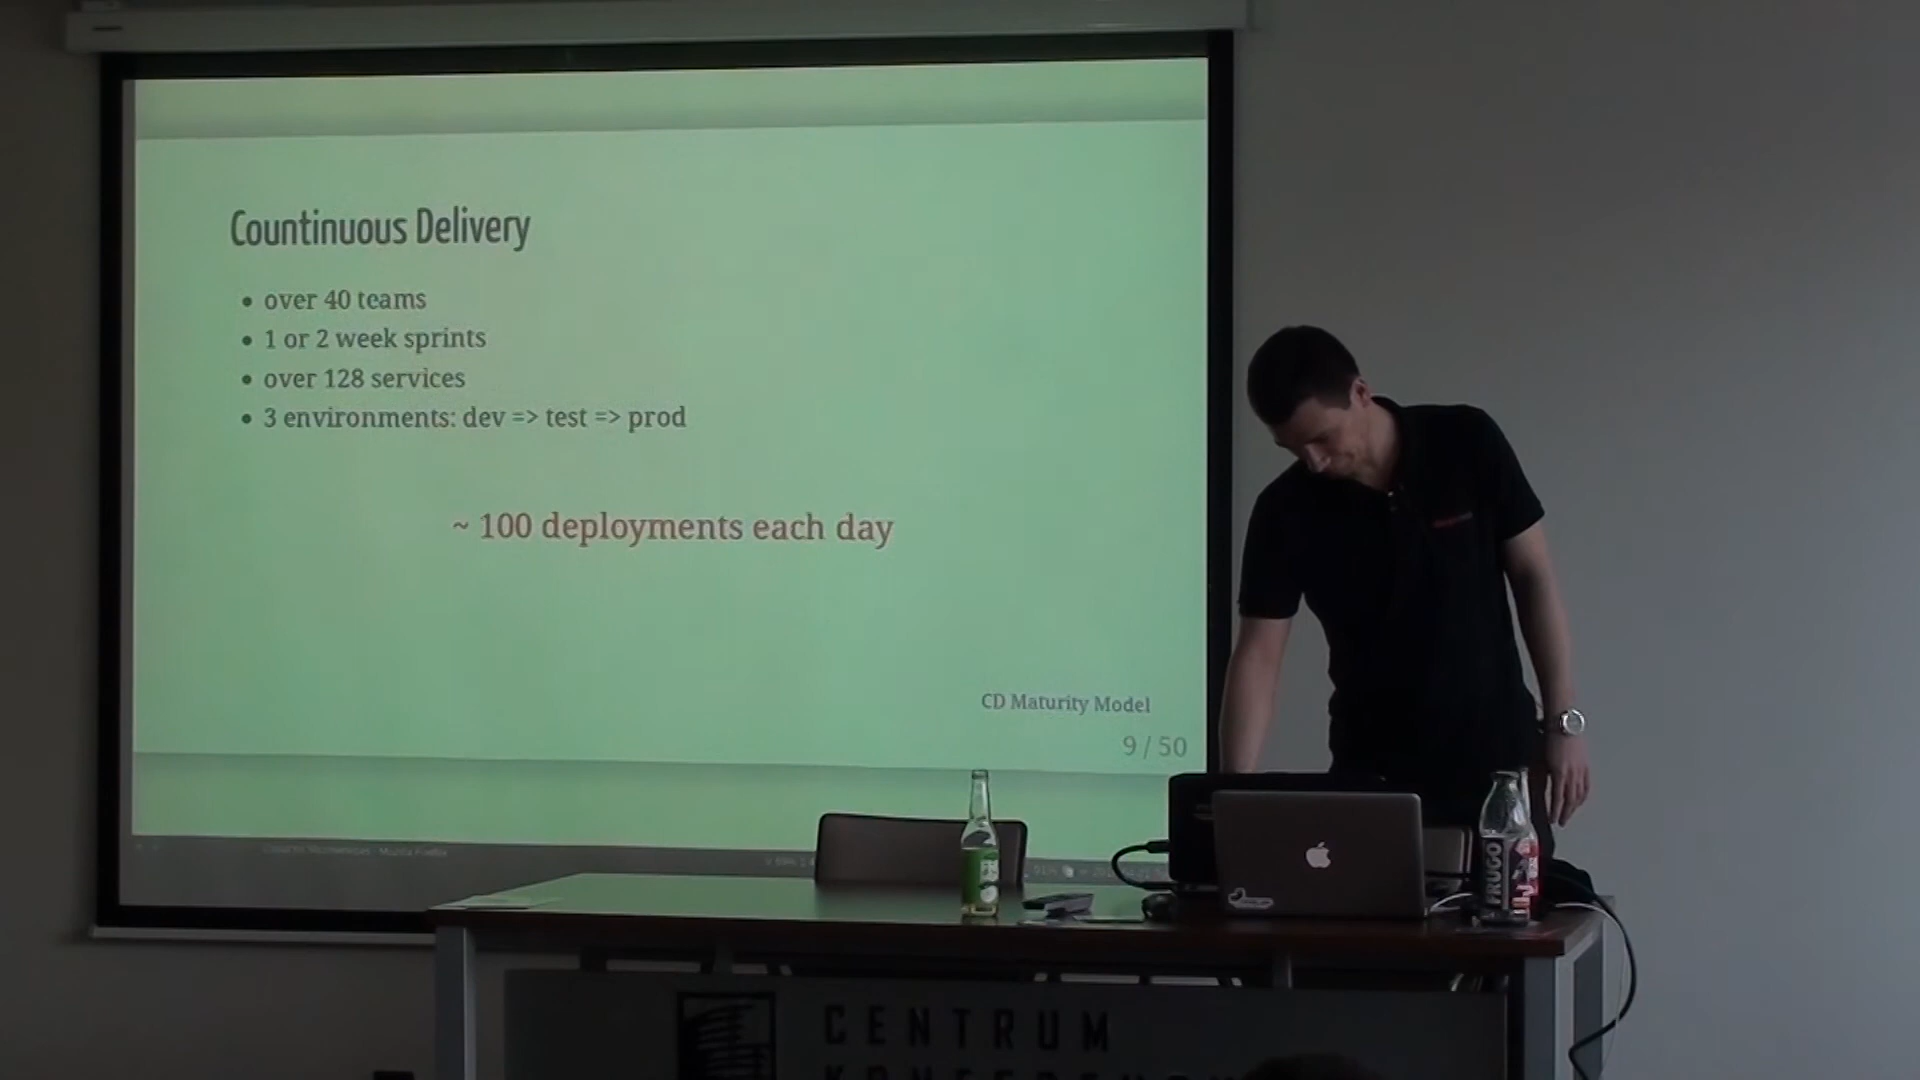 Countinuous Delivery
• over 40 teams
• 1 or 2 week sprints
• over 128 services
• 3 environments: dev => test => prod
~ 100 deployments each day
CD Maturity Model
9 / 50
FRUGO
CENTRUM